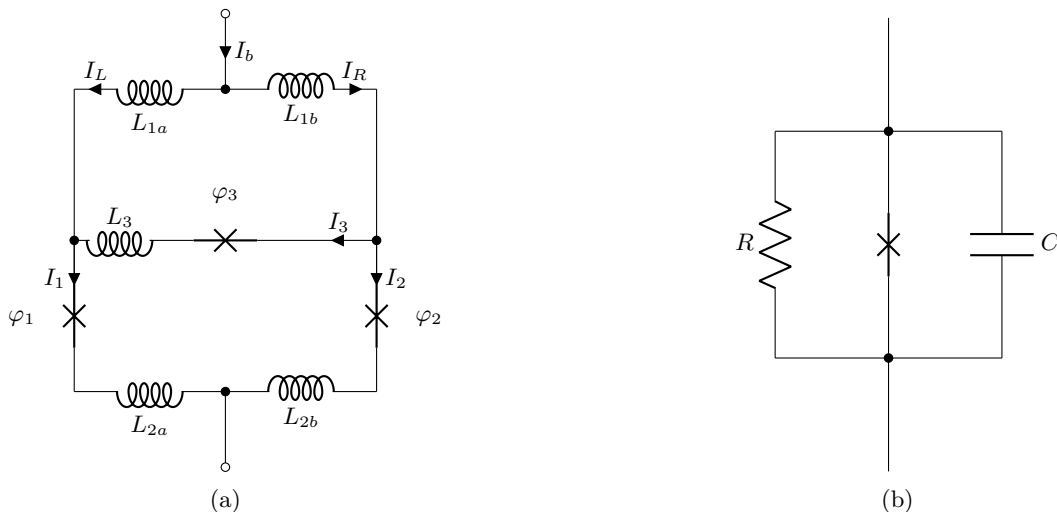 I_b
I_L
I_R
L_{1a}
L_{1b}
φ_3
L_3
I_3
I_1
I_2
φ_1
φ_2
L_{2a}
L_{2b}
(a)
R
C
(b)